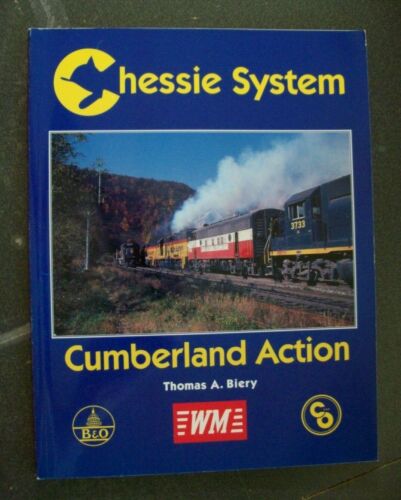 Chessie System
3733
Cumberland Action
Thomas A. Biery
B&O
WM
C&O